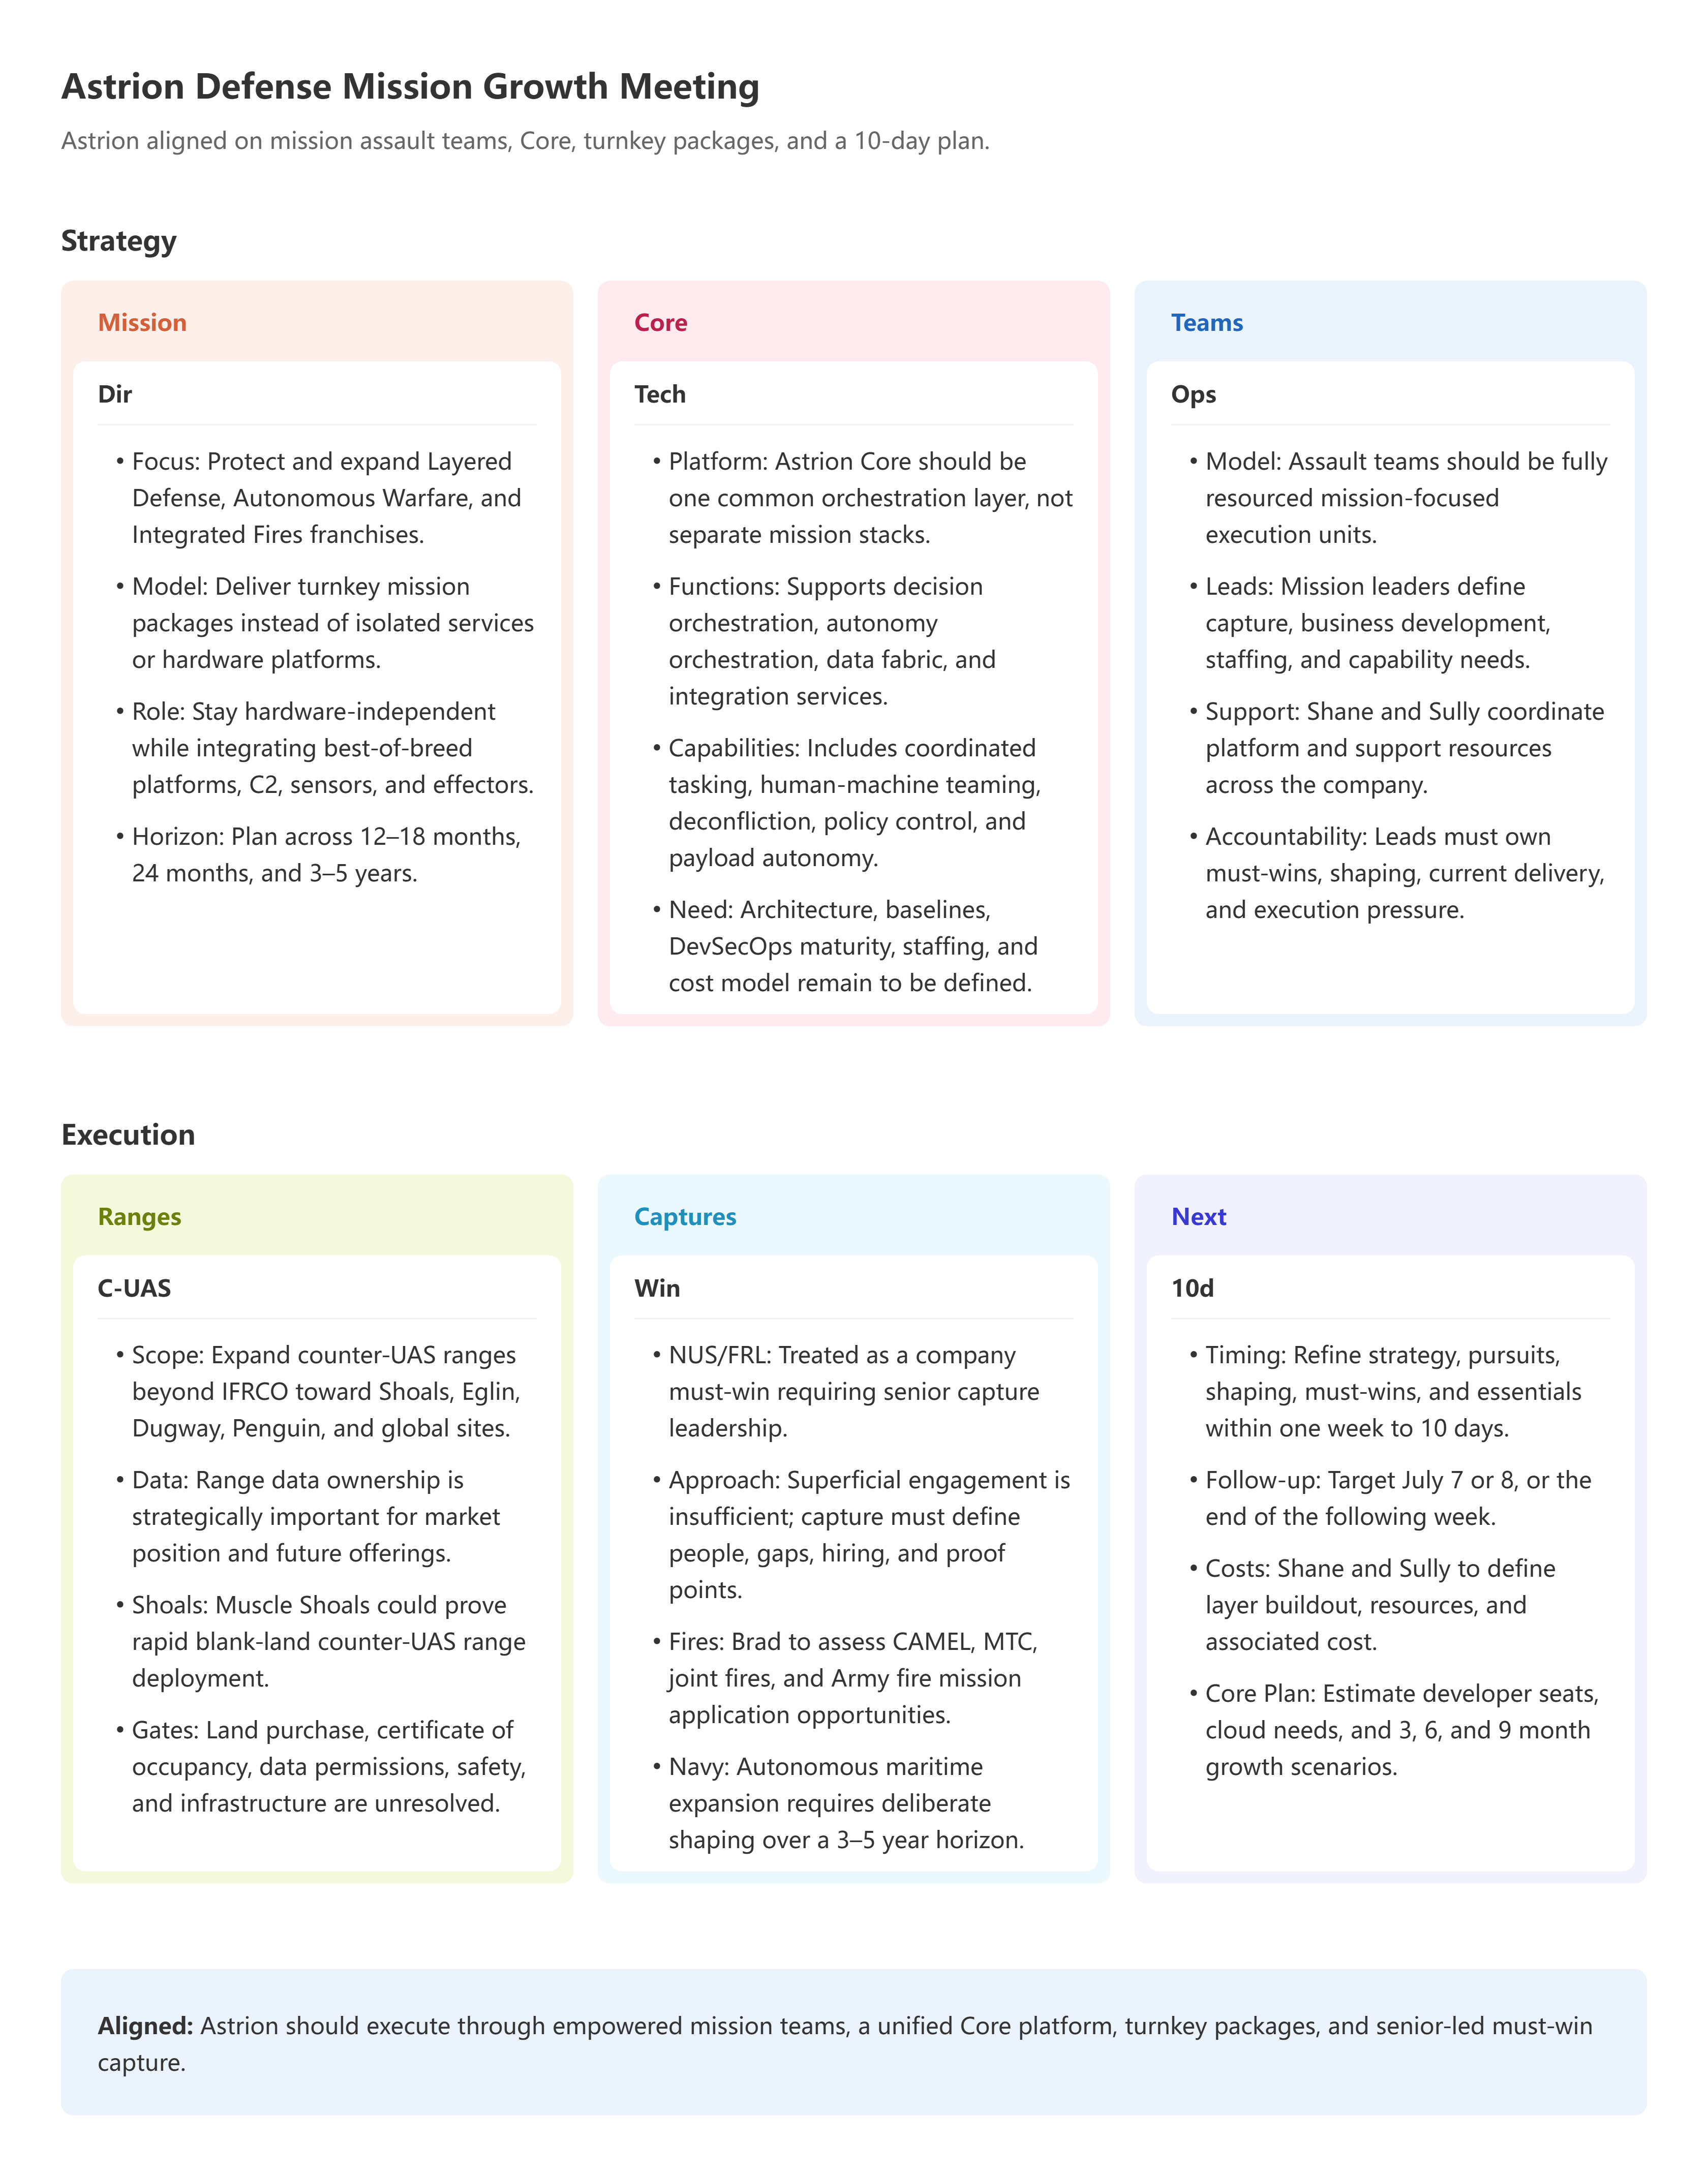 Astrion Defense Mission Growth Meeting
Astrion aligned on mission assault teams, Core, turnkey packages, and a 10-day plan.
Strategy
Mission
Dir
• Focus: Protect and expand Layered
Defense, Autonomous Warfare, and
Integrated Fires franchises.
• Model: Deliver turnkey mission
packages instead of isolated services
or hardware platforms.
• Role: Stay hardware-independent
while integrating best-of-breed
platforms, C2, sensors, and effectors.
• Horizon: Plan across 12–18 months,
24 months, and 3–5 years.
Core
Tech
• Platform: Astrion Core should be
one common orchestration layer, not
separate mission stacks.
• Functions: Supports decision
orchestration, autonomy
orchestration, data fabric, and
integration services.
• Capabilities: Includes coordinated
tasking, human-machine teaming,
deconfliction, policy control, and
payload autonomy.
• Need: Architecture, baselines,
DevSecOps maturity, staffing, and
cost model remain to be defined.
Teams
Ops
• Model: Assault teams should be fully
resourced mission-focused
execution units.
• Leads: Mission leaders define
capture, business development,
staffing, and capability needs.
• Support: Shane and Sully coordinate
platform and support resources
across the company.
• Accountability: Leads must own
must-wins, shaping, current delivery,
and execution pressure.
Execution
Ranges
C-UAS
• Scope: Expand counter-UAS ranges
beyond IFRCO toward Shoals, Eglin,
Dugway, Penguin, and global sites.
• Data: Range data ownership is
strategically important for market
position and future offerings.
• Shoals: Muscle Shoals could prove
rapid blank-land counter-UAS range
deployment.
• Gates: Land purchase, certificate of
occupancy, data permissions, safety,
and infrastructure are unresolved.
Captures
Win
• NUS/FRL: Treated as a company
must-win requiring senior capture
leadership.
• Approach: Superficial engagement is
insufficient; capture must define
people, gaps, hiring, and proof
points.
• Fires: Brad to assess CAMEL, MTC,
joint fires, and Army fire mission
application opportunities.
• Navy: Autonomous maritime
expansion requires deliberate
shaping over a 3–5 year horizon.
Next
10d
• Timing: Refine strategy, pursuits,
shaping, must-wins, and essentials
within one week to 10 days.
• Follow-up: Target July 7 or 8, or the
end of the following week.
• Costs: Shane and Sully to define
layer buildout, resources, and
associated cost.
• Core Plan: Estimate developer seats,
cloud needs, and 3, 6, and 9 month
growth scenarios.
Aligned: Astrion should execute through empowered mission teams, a unified Core platform, turnkey packages, and senior-led must-win
capture.